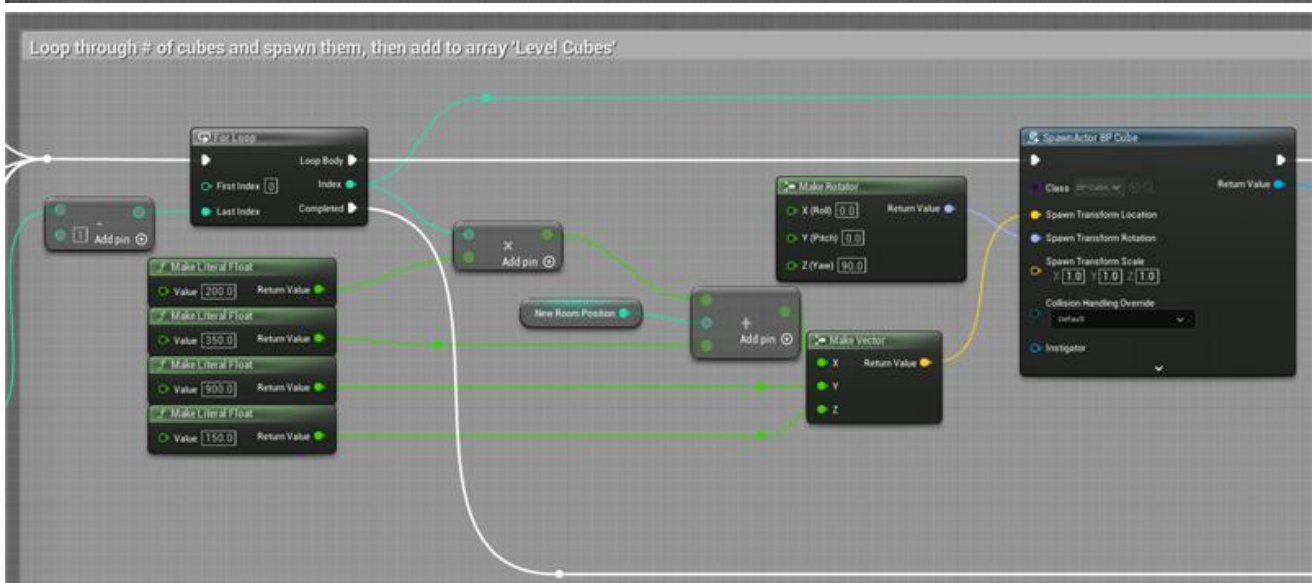 Loop through # of cubes and spawn them, then add to array 'Level Cubes'
For Loop
Loop Body
First Index 0
Index
Last Index
Completed
-
1 Add pin
Make Literal Float
Value 200.0 Return Value
Make Literal Float
Value 350.0 Return Value
Make Literal Float
Value 900.0 Return Value
Make Literal Float
Value 150.0 Return Value
×
Add pin
New Room Position
+
Add pin
Make Rotator
X (Roll) 0.0 Return Value
Y (Pitch) 0.0
Z (Yaw) 90.0
Make Vector
X Return Value
Y
Z
SpawnActor BP Cube
Class BP Cube Return Value
Spawn Transform Location
Spawn Transform Rotation
Spawn Transform Scale
X 1.0 Y 1.0 Z 1.0
Collision Handling Override
Default
Instigator